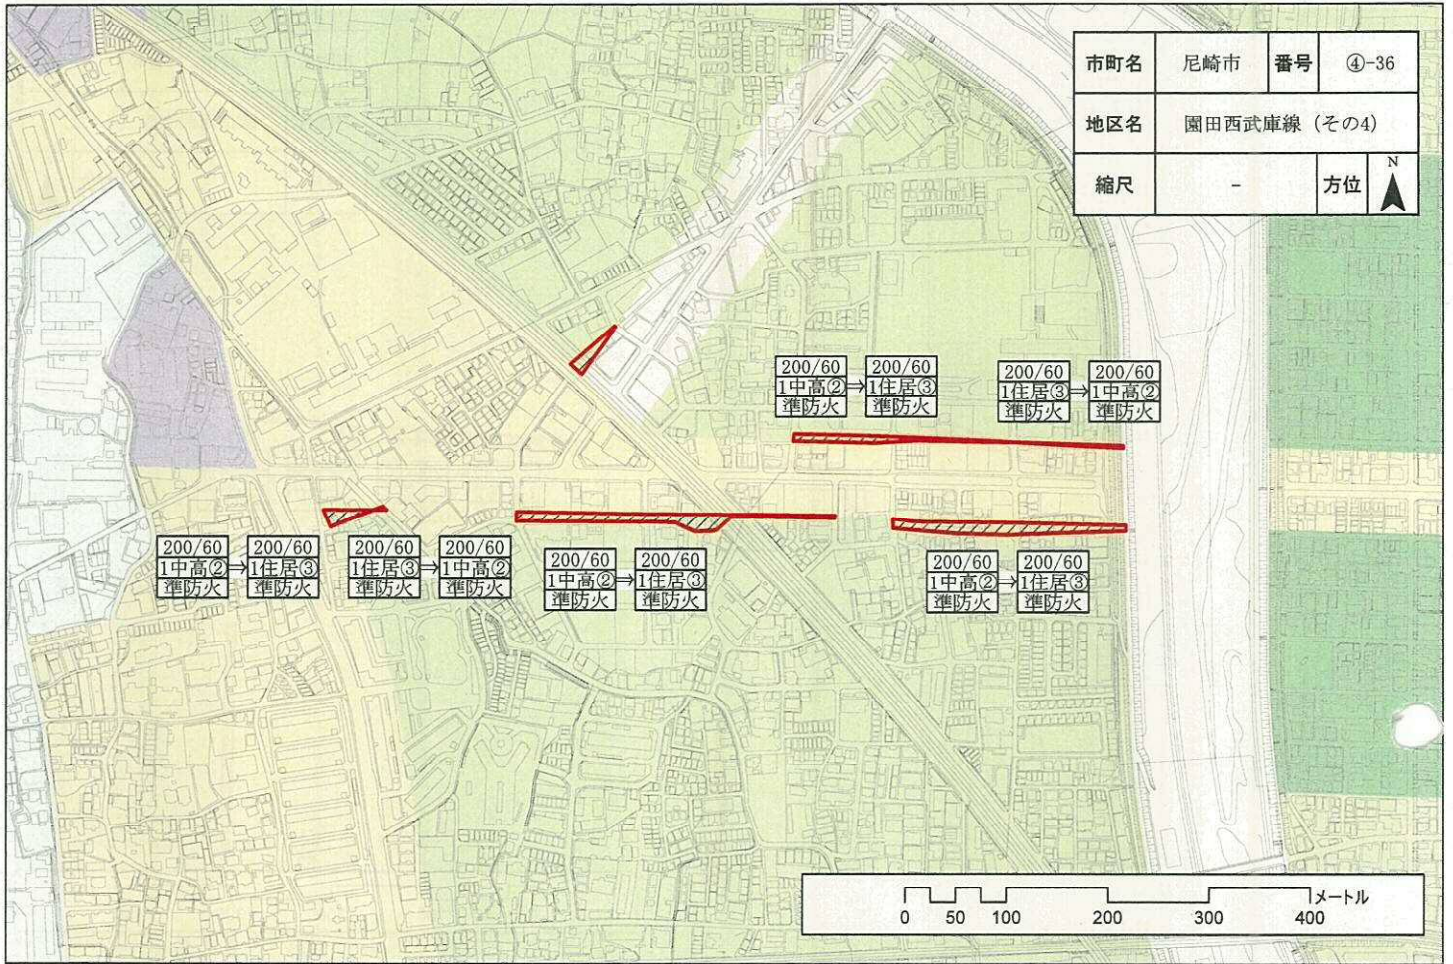 市町名 尼崎市 番号 ④-36
地区名 園田西武庫線（その4）
縮尺 - 方位 N
200/60 200/60
1中高②⇒1住居③
準防火 準防火
200/60 200/60
1住居③⇒1中高②
準防火 準防火
200/60 200/60
1中高②⇒1住居③
準防火 準防火
200/60 200/60
1住居③⇒1中高②
準防火 準防火
200/60 200/60
1中高②⇒1住居③
準防火 準防火
200/60 200/60
1中高②⇒1住居③
準防火 準防火
メートル
0 50 100 200 300 400